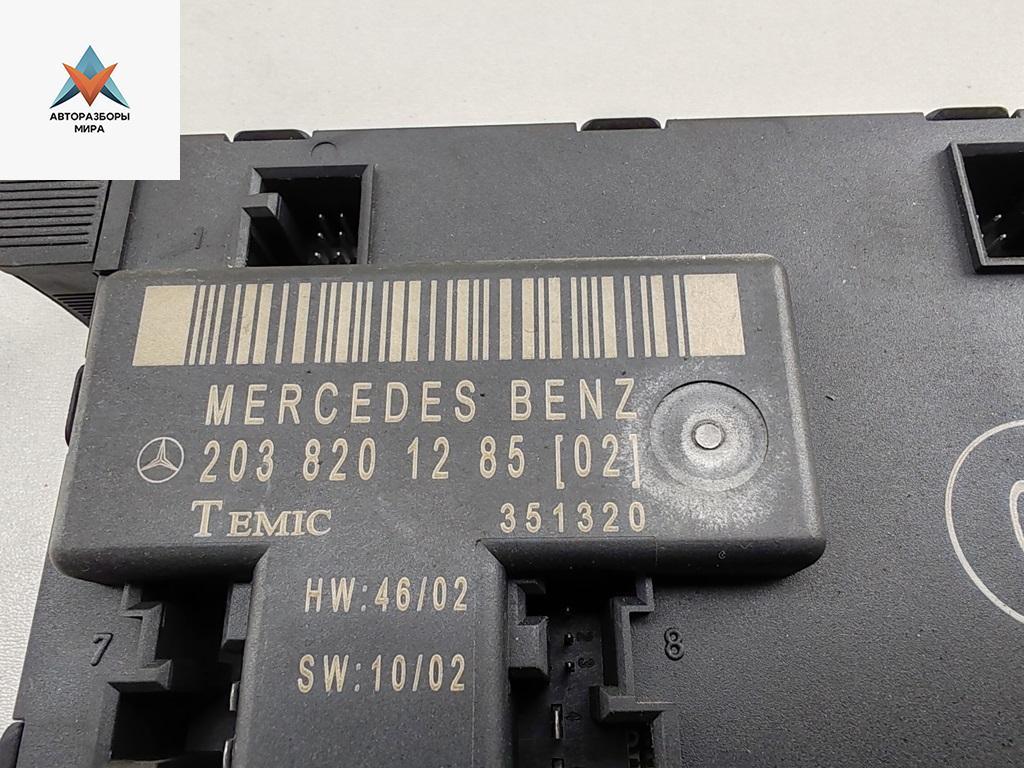 АВТОРАЗБОРЫ
МИРА
1
MERCEDES BENZ
203 820 12 85 [02]
TEMIC 351320
HW:46/02
SW:10/02
7
8